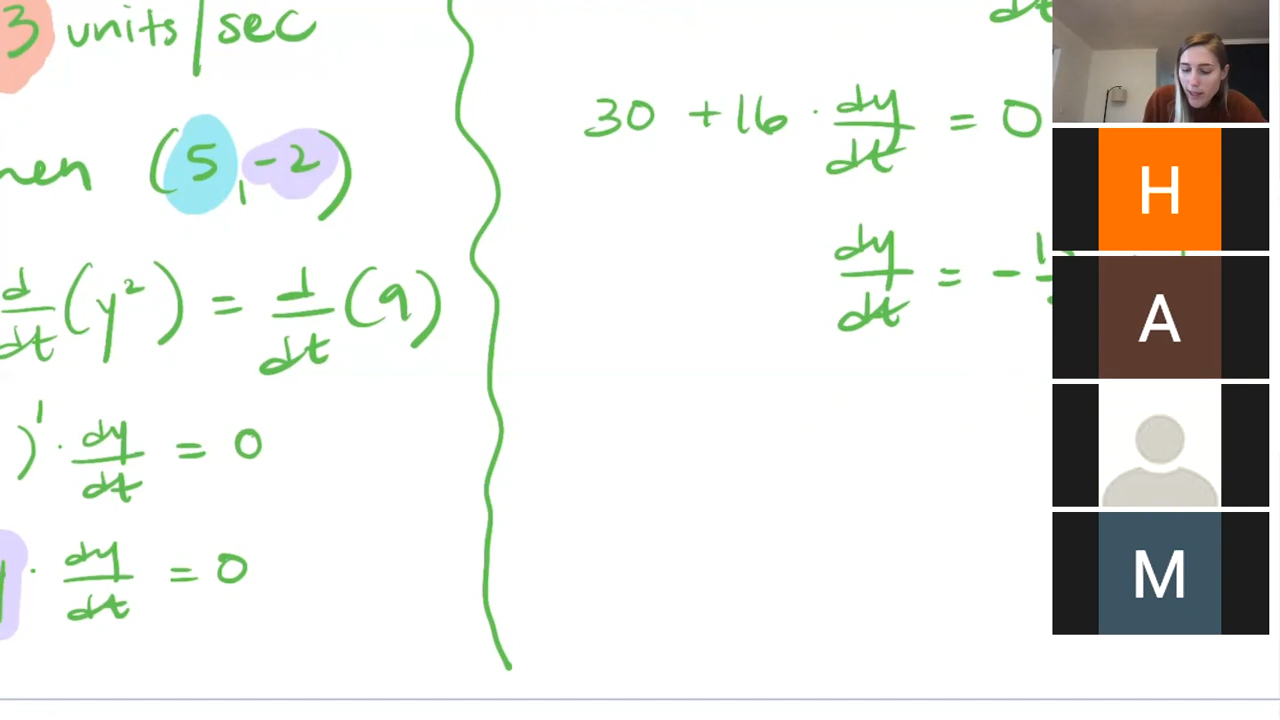 3 units/sec
(5, -2)
d/dt (y²) = d/dt (9)
)¹ · dy/dt = 0
· dy/dt = 0
30 + 16 · dy/dt = 0
dy/dt = -
H
A
M